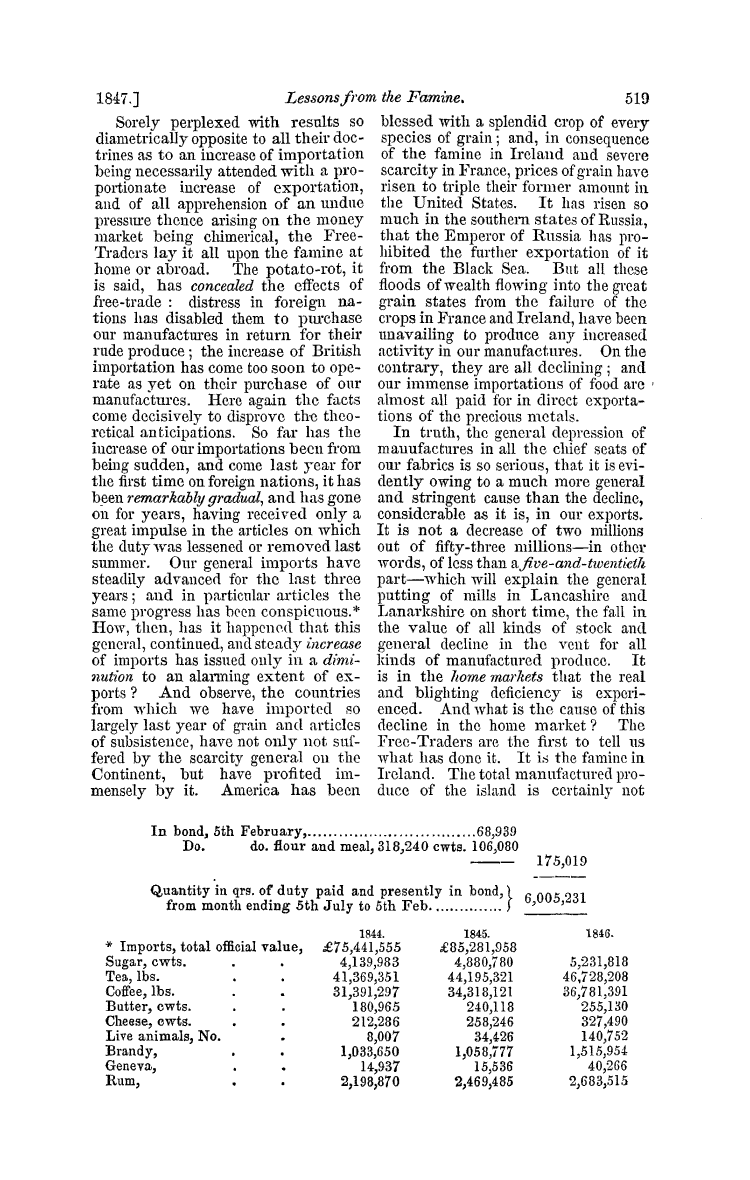 1847.] Lessons from the Famine. 519
Sorely perplexed with results so
diametrically opposite to all their doc-
trines as to an increase of importation
being necessarily attended with a pro-
portionate increase of exportation,
and of all apprehension of an undue
pressure thence arising on the money
market being chimerical, the Free-
Traders lay it all upon the famine at
home or abroad. The potato-rot, it
is said, has concealed the effects of
free-trade : distress in foreign na-
tions has disabled them to purchase
our manufactures in return for their
rude produce ; the increase of British
importation has come too soon to ope-
rate as yet on their purchase of our
manufactures. Here again the facts
come decisively to disprove the theo-
retical anticipations. So far has the
increase of our importations been from
being sudden, and come last year for
the first time on foreign nations, it has
been remarkably gradual, and has gone
on for years, having received only a
great impulse in the articles on which
the duty was lessened or removed last
summer. Our general imports have
steadily advanced for the last three
years ; and in particular articles the
same progress has been conspicuous.*
How, then, has it happened that this
general, continued, and steady increase
of imports has issued only in a dimi-
nution to an alarming extent of ex-
ports ? And observe, the countries
from which we have imported so
largely last year of grain and articles
of subsistence, have not only not suf-
fered by the scarcity general on the
Continent, but have profited im-
mensely by it. America has been
blessed with a splendid crop of every
species of grain ; and, in consequence
of the famine in Ireland and severe
scarcity in France, prices of grain have
risen to triple their former amount in
the United States. It has risen so
much in the southern states of Russia,
that the Emperor of Russia has pro-
hibited the further exportation of it
from the Black Sea. But all these
floods of wealth flowing into the great
grain states from the failure of the
crops in France and Ireland, have been
unavailing to produce any increased
activity in our manufactures. On the
contrary, they are all declining ; and
our immense importations of food are
almost all paid for in direct exporta-
tions of the precious metals.
In truth, the general depression of
manufactures in all the chief seats of
our fabrics is so serious, that it is evi-
dently owing to a much more general
and stringent cause than the decline,
considerable as it is, in our exports.
It is not a decrease of two millions
out of fifty-three millions—in other
words, of less than a five-and-twentieth
part—which will explain the general
putting of mills in Lancashire and
Lanarkshire on short time, the fall in
the value of all kinds of stock and
general decline in the vent for all
kinds of manufactured produce. It
is in the home markets that the real
and blighting deficiency is experi-
enced. And what is the cause of this
decline in the home market ? The
Free-Traders are the first to tell us
what has done it. It is the famine in
Ireland. The total manufactured pro-
duce of the island is certainly not
In bond, 5th February,................................68,939
Do. do. flour and meal, 318,240 cwts. 106,080
175,019
Quantity in qrs. of duty paid and presently in bond,
from month ending 5th July to 5th Feb. .............. } 6,005,231
1844. 1845. 1846.
* Imports, total official value, £75,441,555 £85,281,958
Sugar, cwts. . . 4,139,983 4,880,780 5,231,818
Tea, lbs. . . 41,369,351 44,195,321 46,728,208
Coffee, lbs. . . 31,391,297 34,318,121 36,781,391
Butter, cwts. . . 180,965 240,118 255,130
Cheese, cwts. . . 212,286 258,246 327,490
Live animals, No. . 8,007 34,426 140,752
Brandy, . . 1,033,650 1,058,777 1,515,954
Geneva, . . 14,937 15,536 40,266
Rum, . . 2,198,870 2,469,485 2,683,515